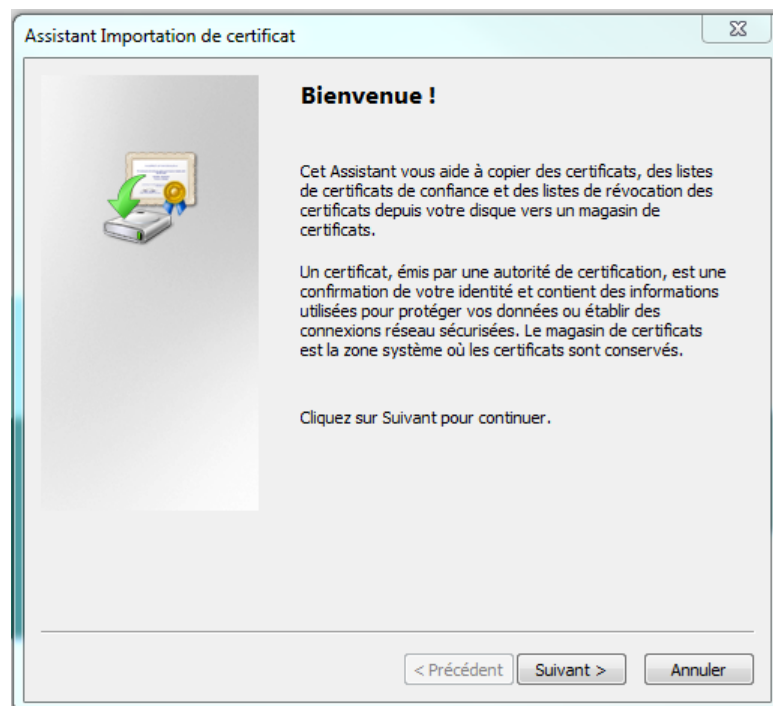 Assistant Importation de certificat
Bienvenue !
Cet Assistant vous aide à copier des certificats, des listes
de certificats de confiance et des listes de révocation des
certificats depuis votre disque vers un magasin de
certificats.
Un certificat, émis par une autorité de certification, est une
confirmation de votre identité et contient des informations
utilisées pour protéger vos données ou établir des
connexions réseau sécurisées. Le magasin de certificats
est la zone système où les certificats sont conservés.
Cliquez sur Suivant pour continuer.
< Précédent Suivant > Annuler